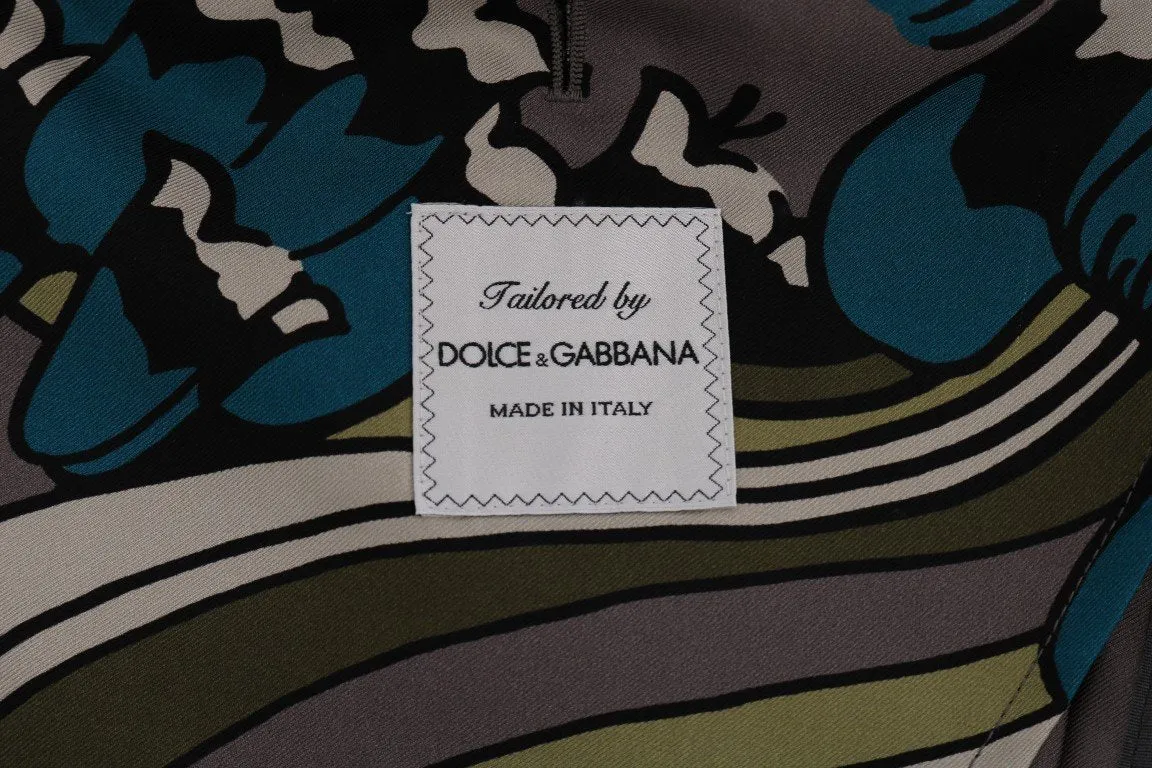 Tailored by
DOLCE & GABBANA
MADE IN ITALY